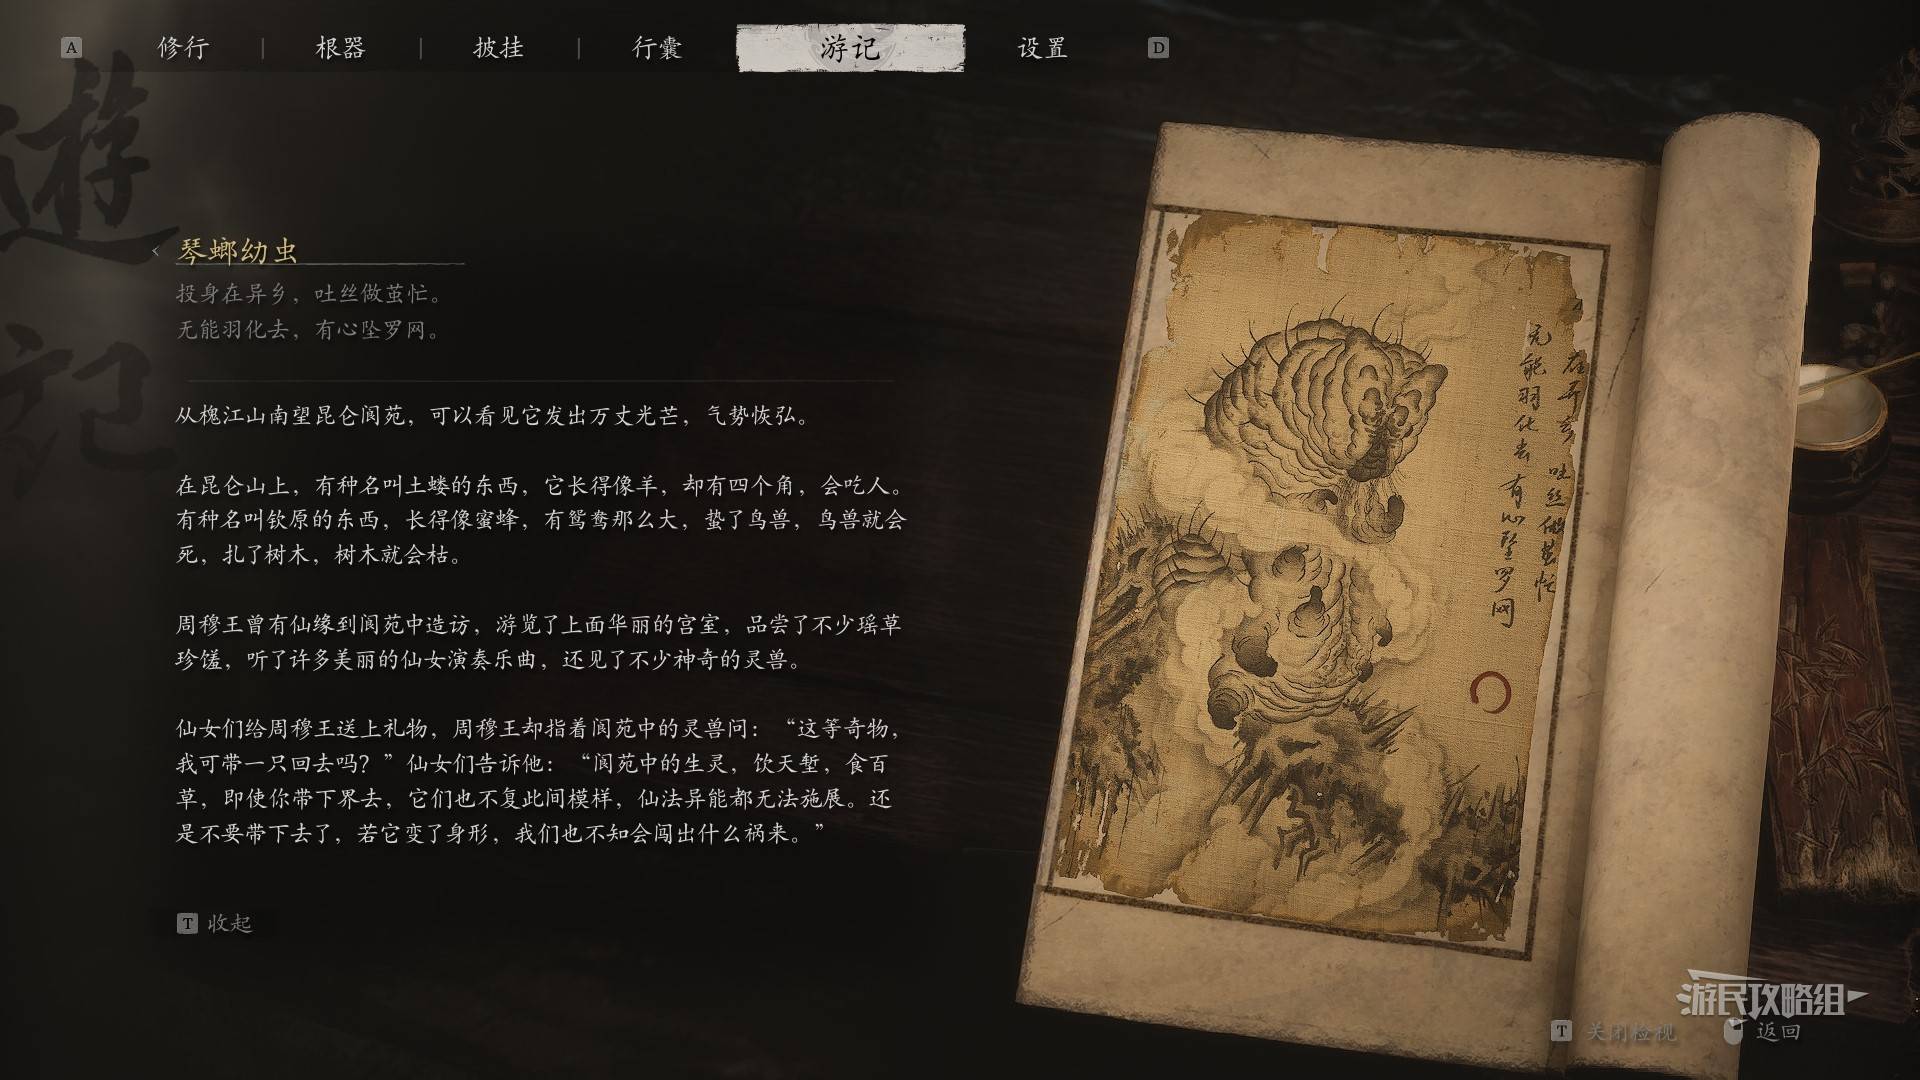 A 修行 | 根器 | 披挂 | 行囊 游记 设置 D
遊記
琴螂幼虫
投身在异乡，吐丝做茧忙。
无能羽化去，有心坠罗网。
从槐江山南望昆仑阆苑，可以看见它发出万丈光芒，气势恢弘。
在昆仑山上，有种名叫土蝼的东西，它长得像羊，却有四个角，会吃人。
有种名叫钦原的东西，长得像蜜蜂，有鸳鸯那么大，蛰了鸟兽，鸟兽就会
死，扎了树木，树木就会枯。
周穆王曾有仙缘到阆苑中造访，游览了上面华丽的宫室，品尝了不少瑶草
珍馐，听了许多美丽的仙女演奏乐曲，还见了不少神奇的灵兽。
仙女们给周穆王送上礼物，周穆王却指着阆苑中的灵兽问：“这等奇物，
我可带一只回去吗？”仙女们告诉他：“阆苑中的生灵，饮天堑，食百
草，即使你带下界去，它们也不复此间模样，仙法异能都无法施展。还
是不要带下去了，若它变了身形，我们也不知会闯出什么祸来。”
T 收起
在异乡 吐丝做茧忙
无能羽化去 有心坠罗网
游民攻略组
T 关闭检视 返回